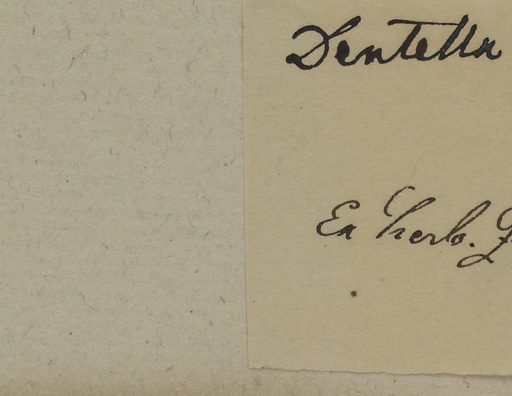 Dentella
Ex herb.